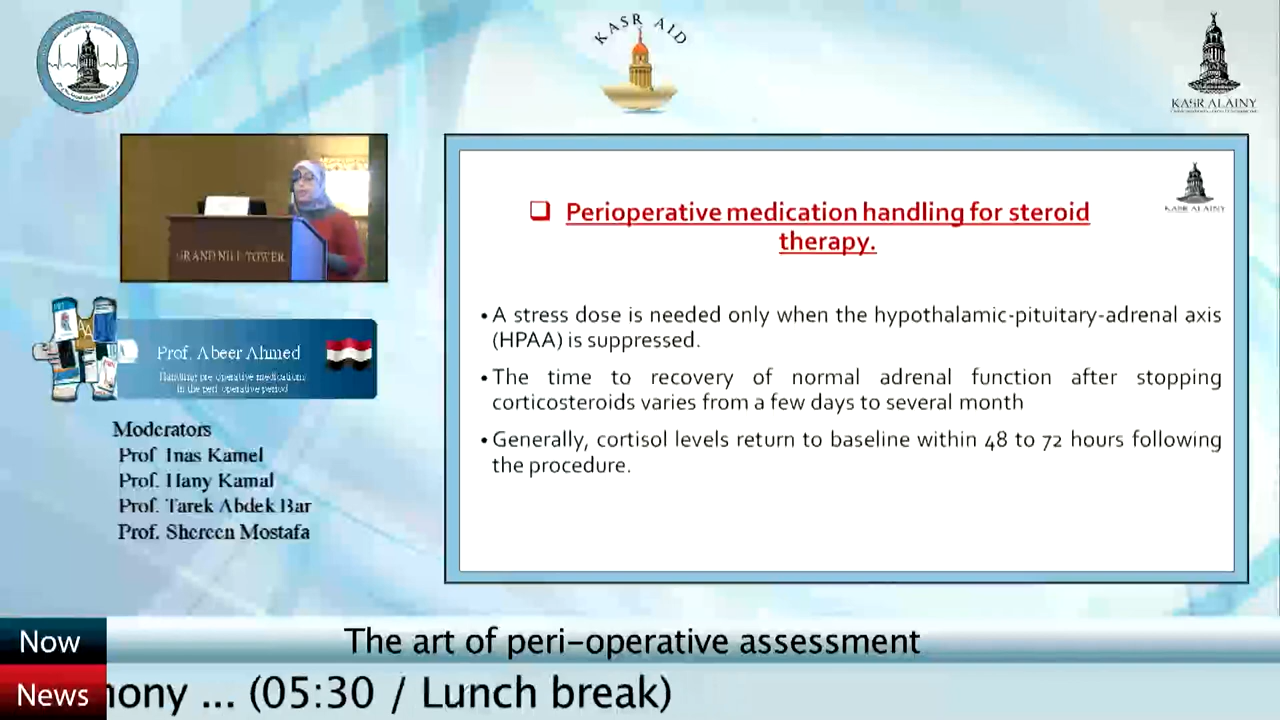 KASR AID
KASR ALAINY
KASR ALAINY
❑ Perioperative medication handling for steroid
therapy.
• A stress dose is needed only when the hypothalamic-pituitary-adrenal axis
(HPAA) is suppressed.
• The time to recovery of normal adrenal function after stopping
corticosteroids varies from a few days to several month
• Generally, cortisol levels return to baseline within 48 to 72 hours following
the procedure.
GRAND NILE TOWER
Prof. Abeer Ahmed
Handling pre operative medications
in the peri operative period
Moderators
Prof. Inas Kamel
Prof. Hany Kamal
Prof. Tarek Abdek Bar
Prof. Shereen Mostafa
Now
The art of peri-operative assessment
News
mony ... (05:30 / Lunch break)